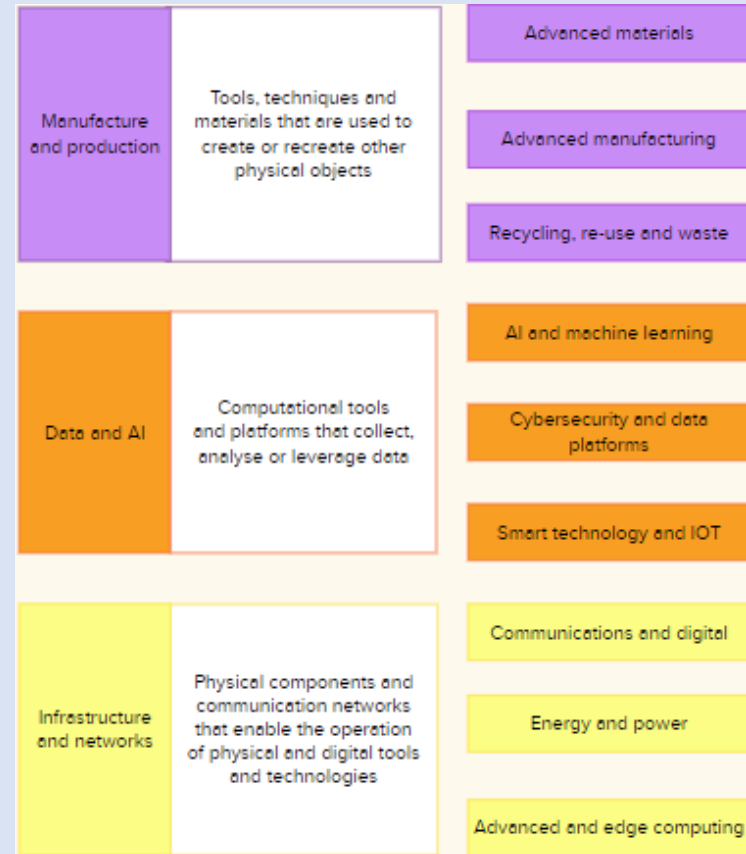 Manufacture
and production
Tools, techniques and
materials that are used to
create or recreate other
physical objects
Advanced materials
Advanced manufacturing
Recycling, re-use and waste
Data and AI
Computational tools
and platforms that collect,
analyse or leverage data
AI and machine learning
Cybersecurity and data
platforms
Smart technology and IOT
Infrastructure
and networks
Physical components and
communication networks
that enable the operation
of physical and digital tools
and technologies
Communications and digital
Energy and power
Advanced and edge computing